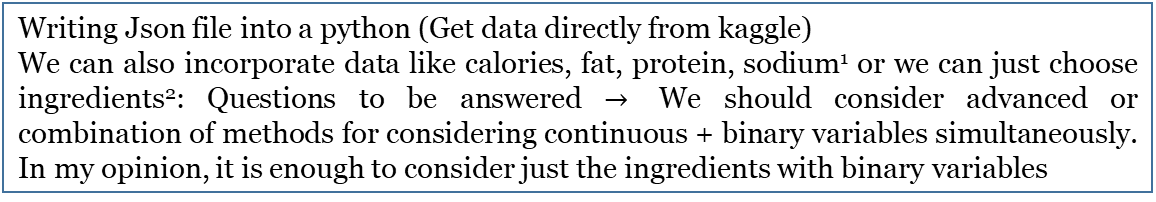 Writing Json file into a python (Get data directly from kaggle)
We can also incorporate data like calories, fat, protein, sodium¹ or we can just choose
ingredients²: Questions to be answered → We should consider advanced or
combination of methods for considering continuous + binary variables simultaneously.
In my opinion, it is enough to consider just the ingredients with binary variables